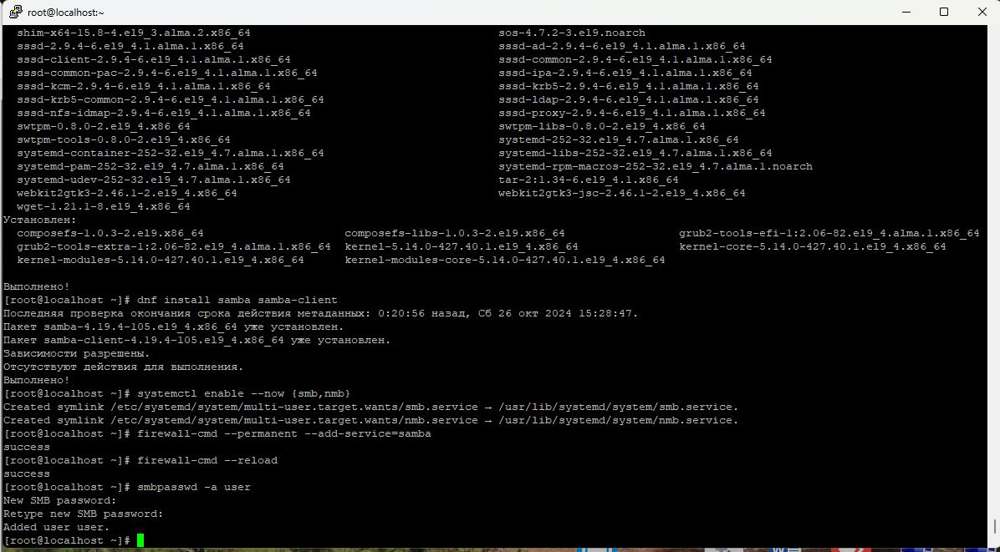 root@localhost:~
shim-x64-15.8-4.el9_3.alma.2.x86_64 sos-4.7.2-3.el9.noarch
sssd-2.9.4-6.el9_4.1.alma.1.x86_64 sssd-ad-2.9.4-6.el9_4.1.alma.1.x86_64
sssd-client-2.9.4-6.el9_4.1.alma.1.x86_64 sssd-common-2.9.4-6.el9_4.1.alma.1.x86_64
sssd-common-pac-2.9.4-6.el9_4.1.alma.1.x86_64 sssd-ipa-2.9.4-6.el9_4.1.alma.1.x86_64
sssd-kcm-2.9.4-6.el9_4.1.alma.1.x86_64 sssd-krb5-2.9.4-6.el9_4.1.alma.1.x86_64
sssd-krb5-common-2.9.4-6.el9_4.1.alma.1.x86_64 sssd-ldap-2.9.4-6.el9_4.1.alma.1.x86_64
sssd-nfs-idmap-2.9.4-6.el9_4.1.alma.1.x86_64 sssd-proxy-2.9.4-6.el9_4.1.alma.1.x86_64
swtpm-0.8.0-2.el9_4.x86_64 swtpm-libs-0.8.0-2.el9_4.x86_64
swtpm-tools-0.8.0-2.el9_4.x86_64 systemd-252-32.el9_4.7.alma.1.x86_64
systemd-container-252-32.el9_4.7.alma.1.x86_64 systemd-libs-252-32.el9_4.7.alma.1.x86_64
systemd-pam-252-32.el9_4.7.alma.1.x86_64 systemd-rpm-macros-252-32.el9_4.7.alma.1.noarch
systemd-udev-252-32.el9_4.7.alma.1.x86_64 tar-2:1.34-6.el9_4.1.x86_64
webkit2gtk3-2.46.1-2.el9_4.x86_64 webkit2gtk3-jsc-2.46.1-2.el9_4.x86_64
wget-1.21.1-8.el9_4.x86_64
Установлен:
composefs-1.0.3-2.el9.x86_64 composefs-libs-1.0.3-2.el9.x86_64 grub2-tools-efi-1:2.06-82.el9_4.alma.1.x86_64
grub2-tools-extra-1:2.06-82.el9_4.alma.1.x86_64 kernel-5.14.0-427.40.1.el9_4.x86_64 kernel-core-5.14.0-427.40.1.el9_4.x86_64
kernel-modules-5.14.0-427.40.1.el9_4.x86_64 kernel-modules-core-5.14.0-427.40.1.el9_4.x86_64
Выполнено!
[root@localhost ~]# dnf install samba samba-client
Последняя проверка окончания срока действия метаданных: 0:20:56 назад, Сб 26 окт 2024 15:28:47.
Пакет samba-4.19.4-105.el9_4.x86_64 уже установлен.
Пакет samba-client-4.19.4-105.el9_4.x86_64 уже установлен.
Зависимости разрешены.
Отсутствуют действия для выполнения.
Выполнено!
[root@localhost ~]# systemctl enable --now {smb,nmb}
Created symlink /etc/systemd/system/multi-user.target.wants/smb.service → /usr/lib/systemd/system/smb.service.
Created symlink /etc/systemd/system/multi-user.target.wants/nmb.service → /usr/lib/systemd/system/nmb.service.
[root@localhost ~]# firewall-cmd --permanent --add-service=samba
success
[root@localhost ~]# firewall-cmd --reload
success
[root@localhost ~]# smbpasswd -a user
New SMB password:
Retype new SMB password:
Added user user.
[root@localhost ~]#